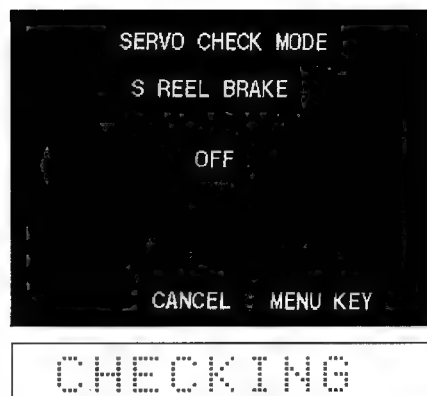 SERVO CHECK MODE
S REEL BRAKE
OFF
CANCEL : MENU KEY
CHECKING